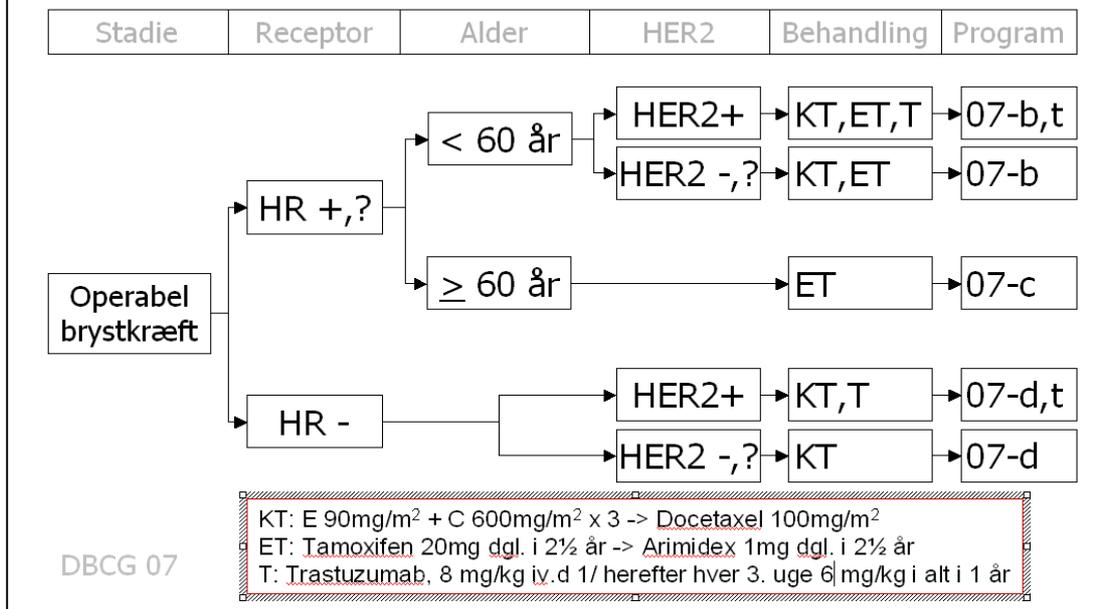 Stadie Receptor Alder HER2 Behandling Program
HER2+ KT,ET,T 07-b,t
< 60 år
HER2 -,? KT,ET 07-b
HR +,?
≥ 60 år ET 07-c
Operabel
brystkræft
HER2+ KT,T 07-d,t
HR -
HER2 -,? KT 07-d
KT: E 90mg/m² + C 600mg/m² x 3 -> Docetaxel 100mg/m²
ET: Tamoxifen 20mg dgl. i 2½ år -> Arimidex 1mg dgl. i 2½ år
DBCG 07
T: Trastuzumab, 8 mg/kg iv.d 1/ herefter hver 3. uge 6 mg/kg i alt i 1 år